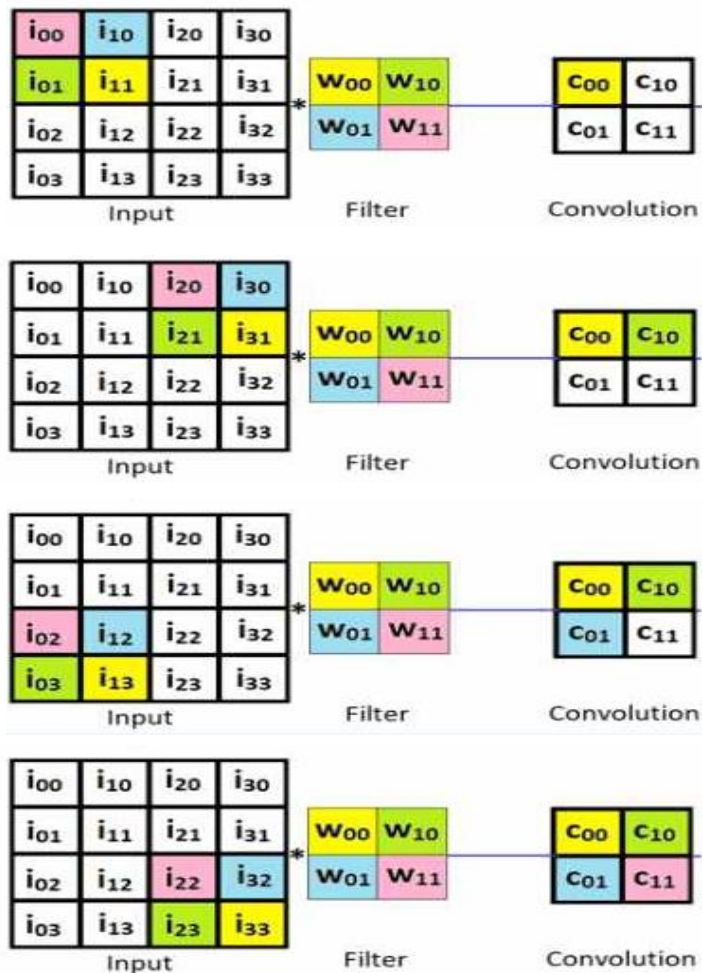 i₀₀ i₁₀ i₂₀ i₃₀
i₀₁ i₁₁ i₂₁ i₃₁ w₀₀ w₁₀ c₀₀ c₁₀
*
i₀₂ i₁₂ i₂₂ i₃₂ w₀₁ w₁₁ c₀₁ c₁₁
i₀₃ i₁₃ i₂₃ i₃₃
Input Filter Convolution
i₀₀ i₁₀ i₂₀ i₃₀
i₀₁ i₁₁ i₂₁ i₃₁ w₀₀ w₁₀ c₀₀ c₁₀
*
i₀₂ i₁₂ i₂₂ i₃₂ w₀₁ w₁₁ c₀₁ c₁₁
i₀₃ i₁₃ i₂₃ i₃₃
Input Filter Convolution
i₀₀ i₁₀ i₂₀ i₃₀
i₀₁ i₁₁ i₂₁ i₃₁ w₀₀ w₁₀ c₀₀ c₁₀
*
i₀₂ i₁₂ i₂₂ i₃₂ w₀₁ w₁₁ c₀₁ c₁₁
i₀₃ i₁₃ i₂₃ i₃₃
Input Filter Convolution
i₀₀ i₁₀ i₂₀ i₃₀
i₀₁ i₁₁ i₂₁ i₃₁ w₀₀ w₁₀ c₀₀ c₁₀
*
i₀₂ i₁₂ i₂₂ i₃₂ w₀₁ w₁₁ c₀₁ c₁₁
i₀₃ i₁₃ i₂₃ i₃₃
Input Filter Convolution